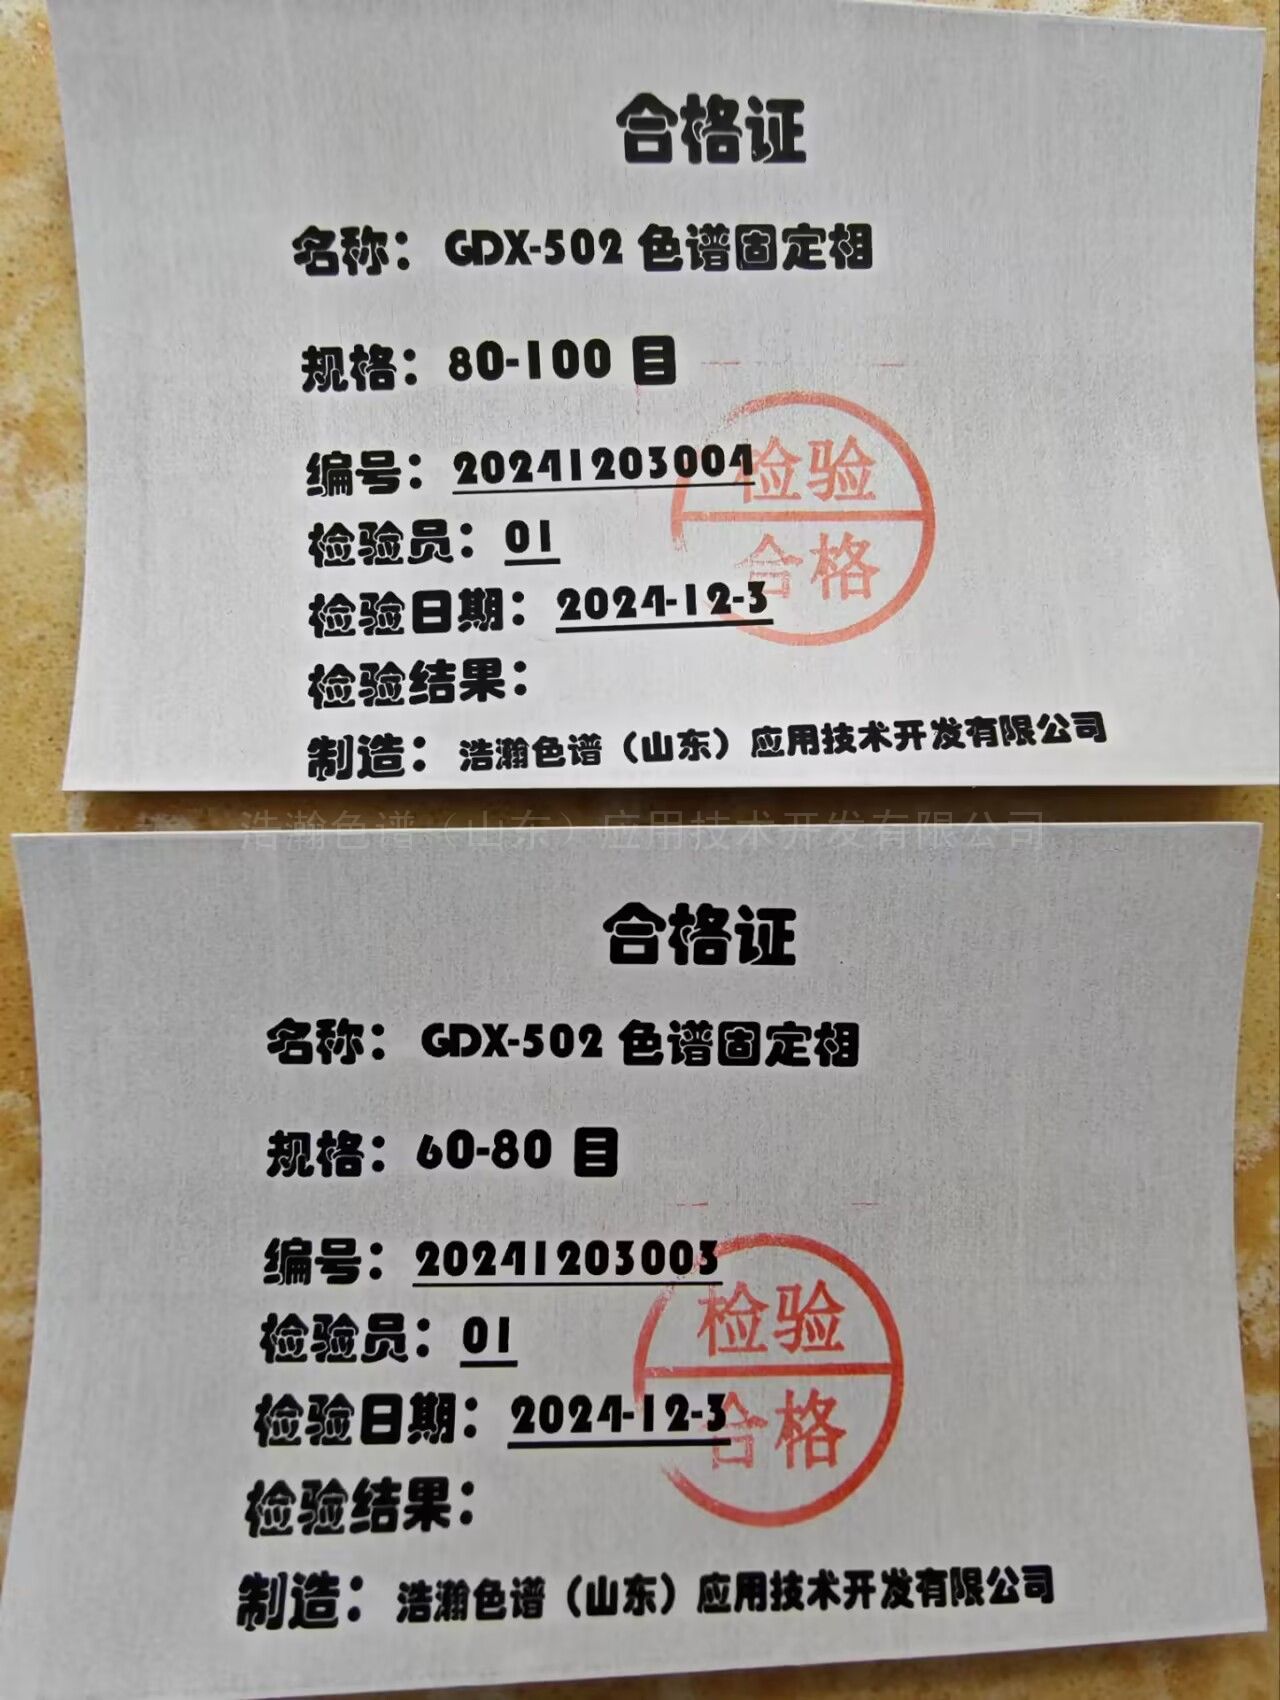 合格证
名称：GDX-502 色谱固定相
规格：80-100 目
编号：20241203004
检验员：01
检验日期：2024-12-3
检验结果：
制造：浩瀚色谱（山东）应用技术开发有限公司
检验
合格
浩瀚色谱（山东）应用技术开发有限公司
合格证
名称：GDX-502 色谱固定相
规格：60-80 目
编号：20241203003
检验员：01
检验日期：2024-12-3
检验结果：
制造：浩瀚色谱（山东）应用技术开发有限公司
检验
合格